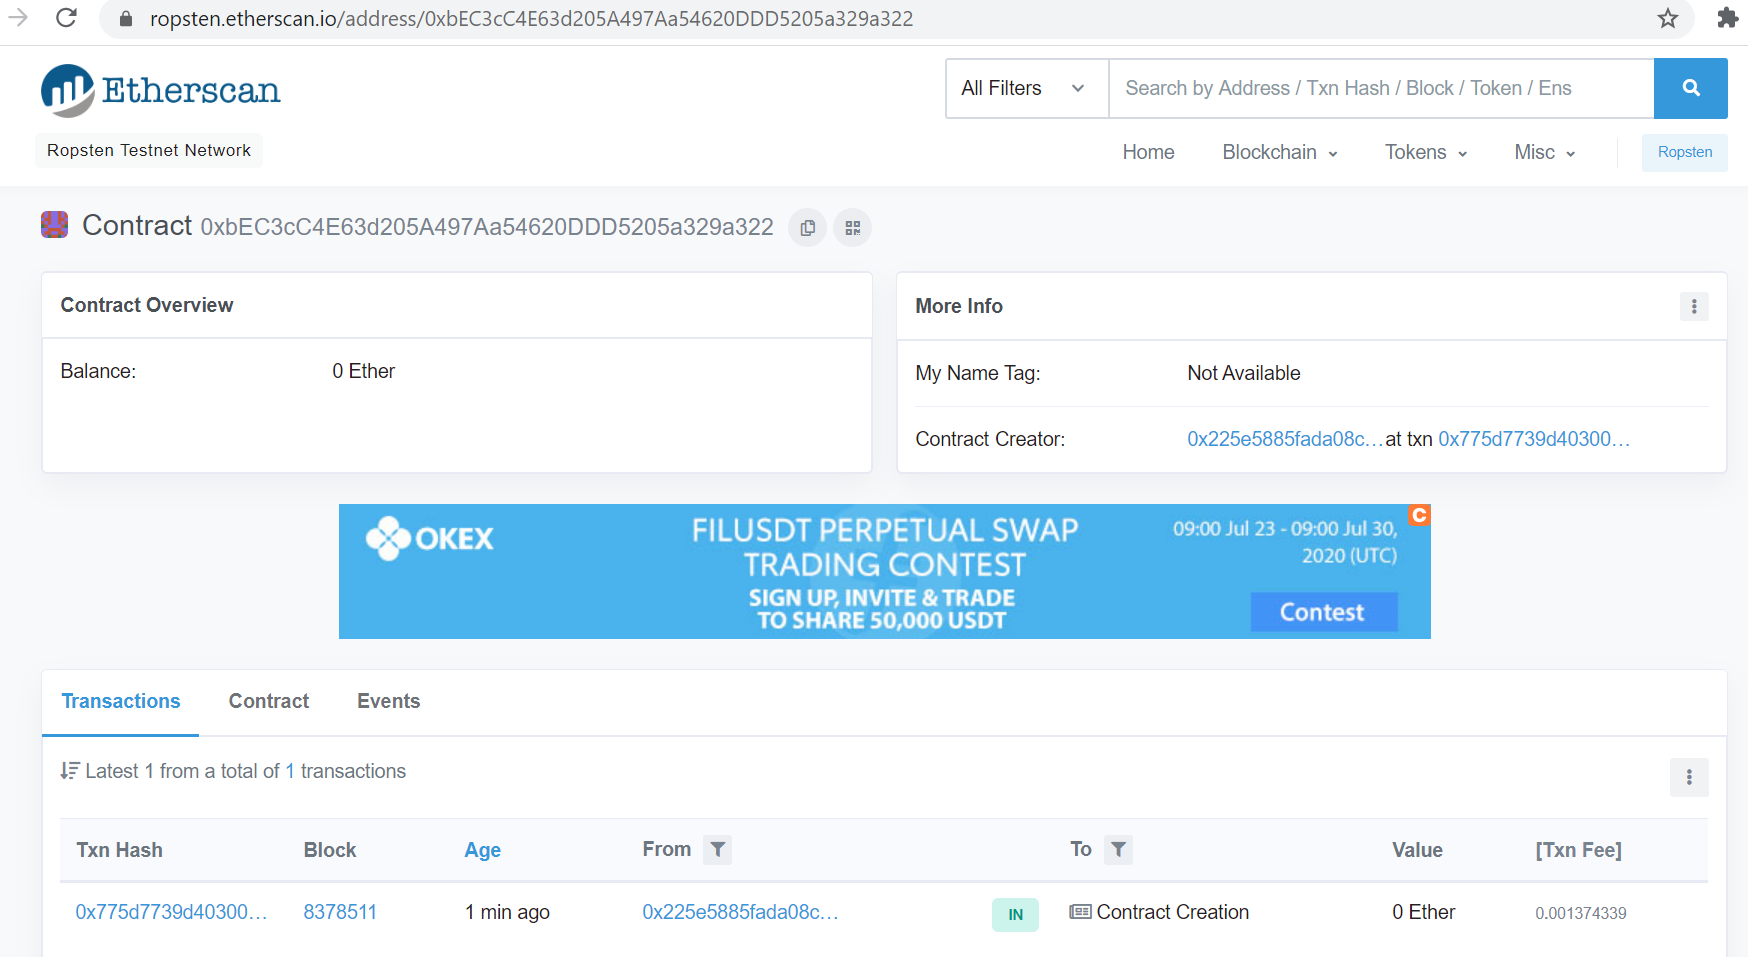 ropsten.etherscan.io/address/0xbEC3cC4E63d205A497Aa54620DDD5205a329a322
Etherscan
All Filters
Search by Address / Txn Hash / Block / Token / Ens
Ropsten Testnet Network
Home Blockchain Tokens Misc Ropsten
Contract 0xbEC3cC4E63d205A497Aa54620DDD5205a329a322
Contract Overview
Balance: 0 Ether
More Info
My Name Tag: Not Available
Contract Creator: 0x225e5885fada08c... at txn 0x775d7739d40300...
OKEX
FILUSDT PERPETUAL SWAP
TRADING CONTEST
SIGN UP, INVITE & TRADE
TO SHARE 50,000 USDT
09:00 Jul 23 - 09:00 Jul 30,
2020 (UTC)
Contest
C
Transactions Contract Events
Latest 1 from a total of 1 transactions
Txn Hash Block Age From To Value [Txn Fee]
0x775d7739d40300... 8378511 1 min ago 0x225e5885fada08c... IN Contract Creation 0 Ether 0.001374339